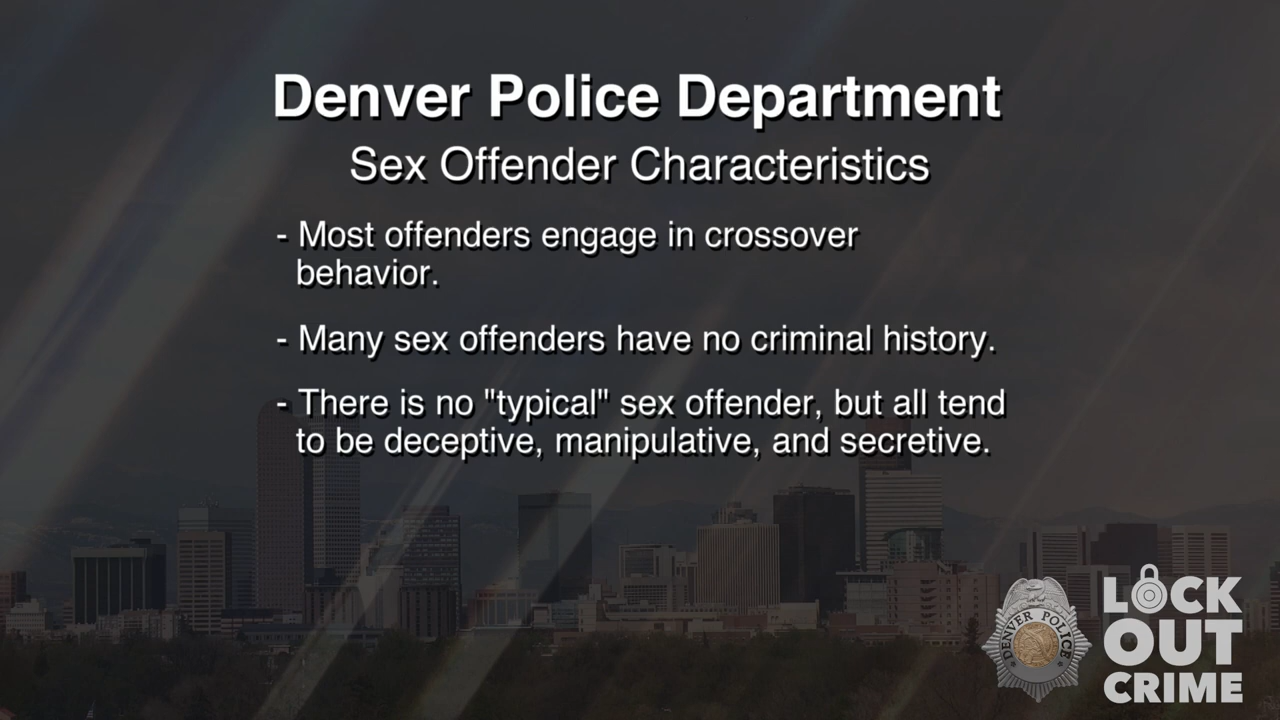 Denver Police Department
Sex Offender Characteristics
- Most offenders engage in crossover
behavior.
- Many sex offenders have no criminal history.
- There is no "typical" sex offender, but all tend
to be deceptive, manipulative, and secretive.
DENVER POLICE
LOCK
OUT
CRIME